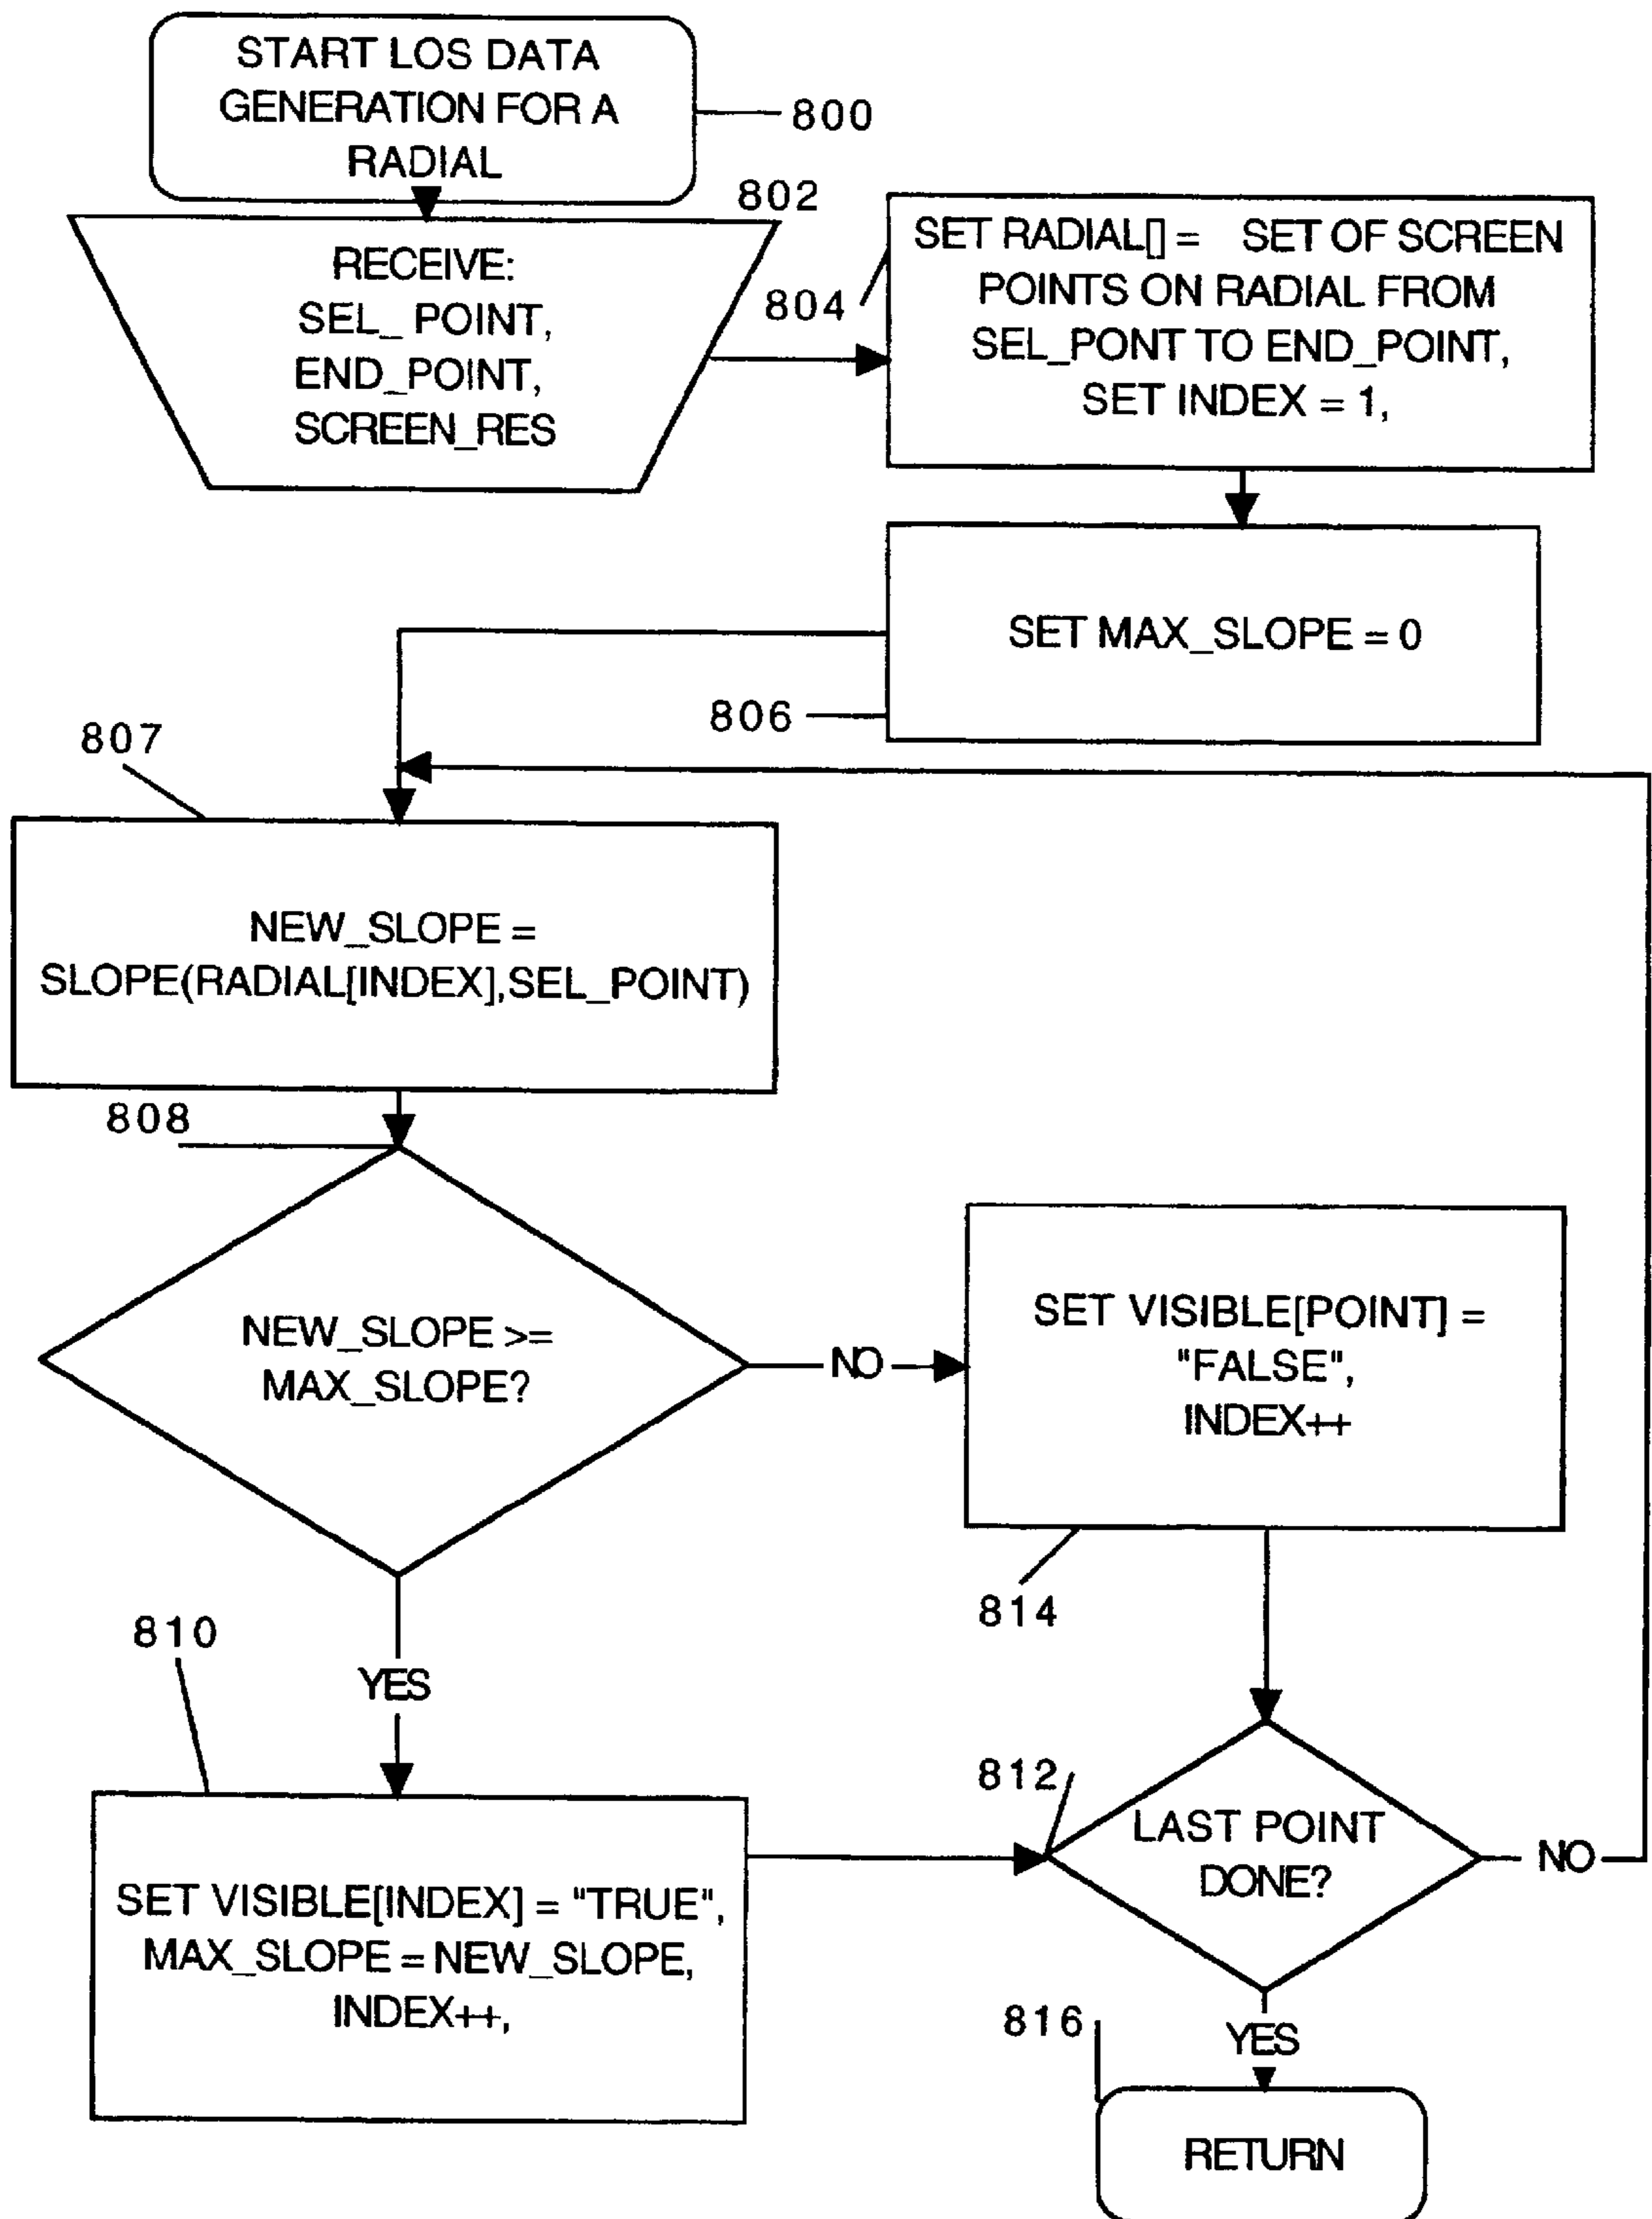 START LOS DATA
GENERATION FOR A
RADIAL
800
802
RECEIVE:
SEL_ POINT,
END_POINT,
SCREEN_RES
804
SET RADIAL[] = SET OF SCREEN
POINTS ON RADIAL FROM
SEL_PONT TO END_POINT,
SET INDEX = 1,
SET MAX_SLOPE = 0
806
807
NEW_SLOPE =
SLOPE(RADIAL[INDEX],SEL_POINT)
808
NEW_SLOPE >=
MAX_SLOPE?
NO
SET VISIBLE[POINT] =
"FALSE",
INDEX++
814
810
YES
SET VISIBLE[INDEX] = "TRUE",
MAX_SLOPE = NEW_SLOPE,
INDEX++,
812
LAST POINT
DONE?
NO
816
YES
RETURN